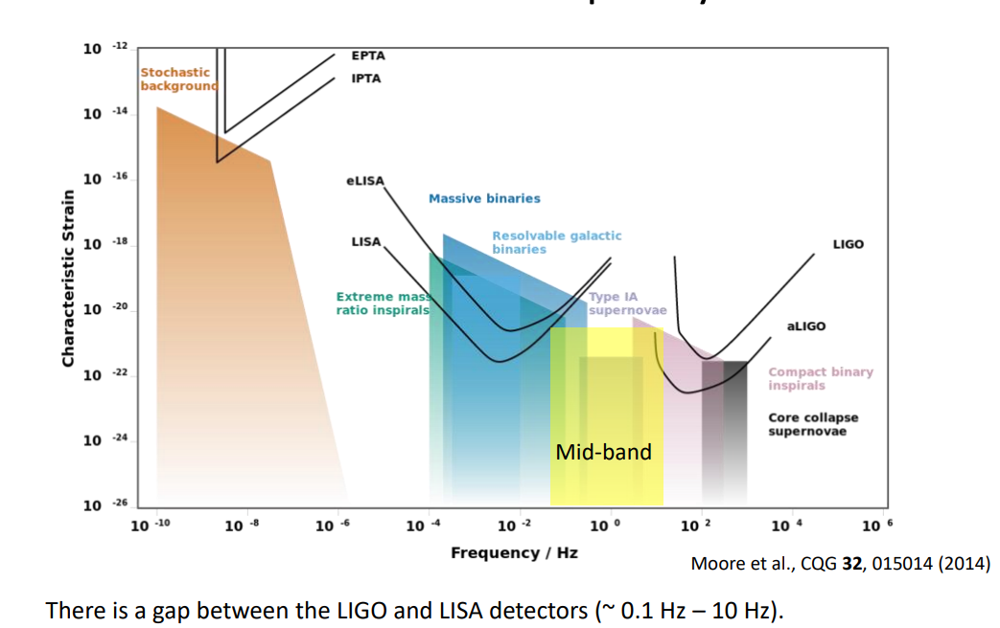 10 -12
10 -14
10 -16
10 -18
10 -20
10 -22
10 -24
10 -26
Characteristic Strain
Stochastic
background
EPTA
IPTA
eLISA
LISA
Massive binaries
Resolvable galactic
binaries
Extreme mass
ratio inspirals
Type IA
supernovae
LIGO
aLIGO
Compact binary
inspirals
Core collapse
supernovae
Mid-band
10 -10
10 -8
10 -6
10 -4
10 -2
10 0
10 2
10 4
10 6
Frequency / Hz
Moore et al., CQG 32, 015014 (2014)
There is a gap between the LIGO and LISA detectors (~ 0.1 Hz – 10 Hz).